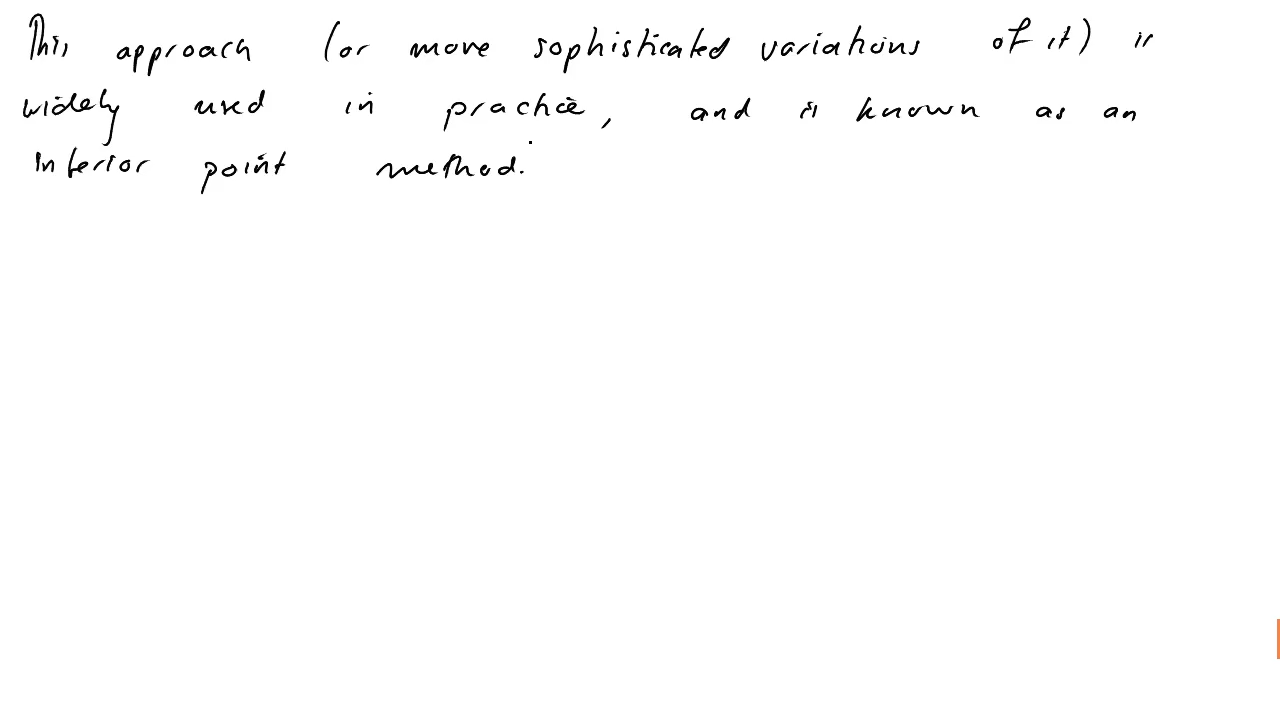 This approach (or more sophisticated variations of it) is
widely used in practice, and is known as an
interior point method.